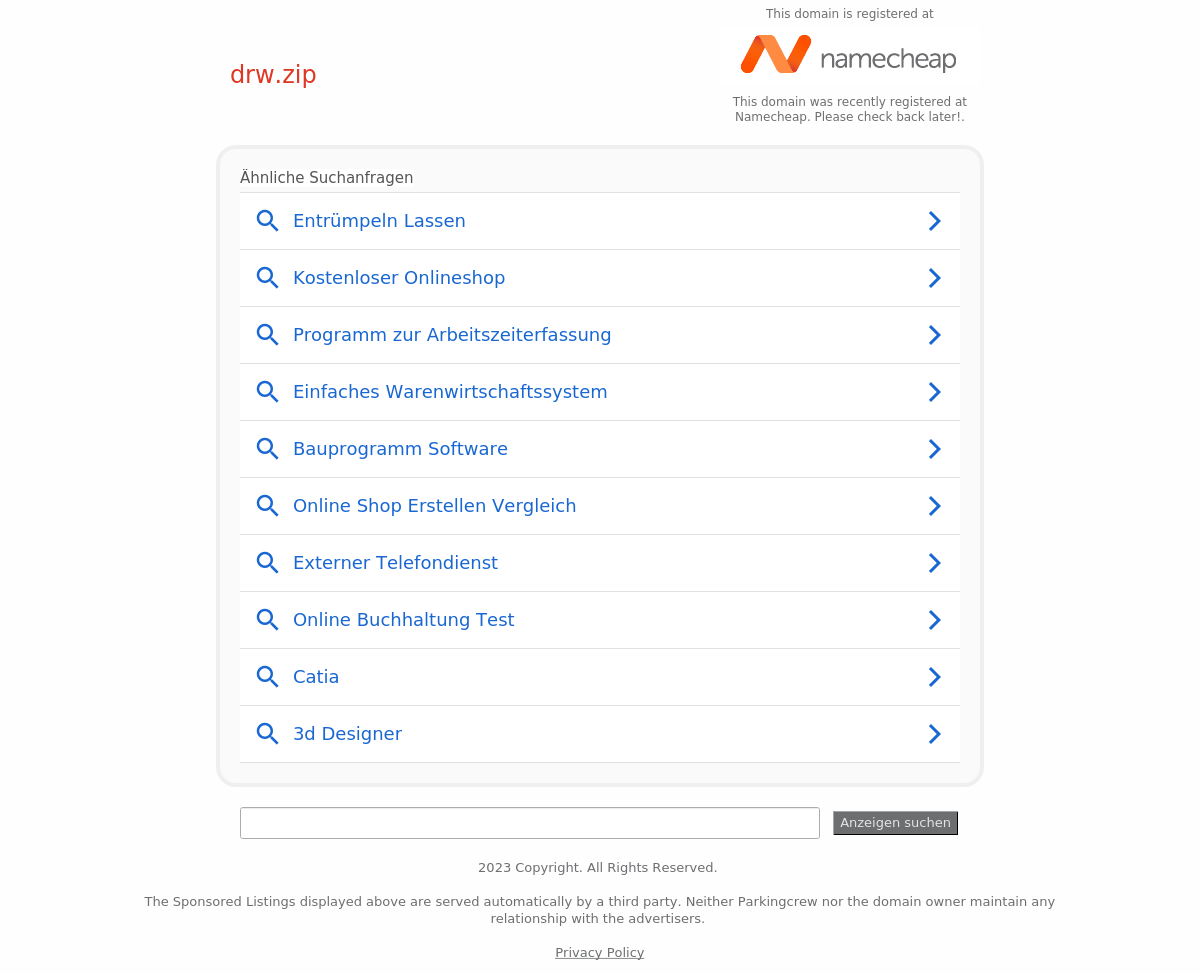 This domain is registered at
namecheap
drw.zip
This domain was recently registered at
Namecheap. Please check back later!.
Ähnliche Suchanfragen
Entrümpeln Lassen
Kostenloser Onlineshop
Programm zur Arbeitszeiterfassung
Einfaches Warenwirtschaftssystem
Bauprogramm Software
Online Shop Erstellen Vergleich
Externer Telefondienst
Online Buchhaltung Test
Catia
3d Designer
Anzeigen suchen
2023 Copyright. All Rights Reserved.
The Sponsored Listings displayed above are served automatically by a third party. Neither Parkingcrew nor the domain owner maintain any
relationship with the advertisers.
Privacy Policy